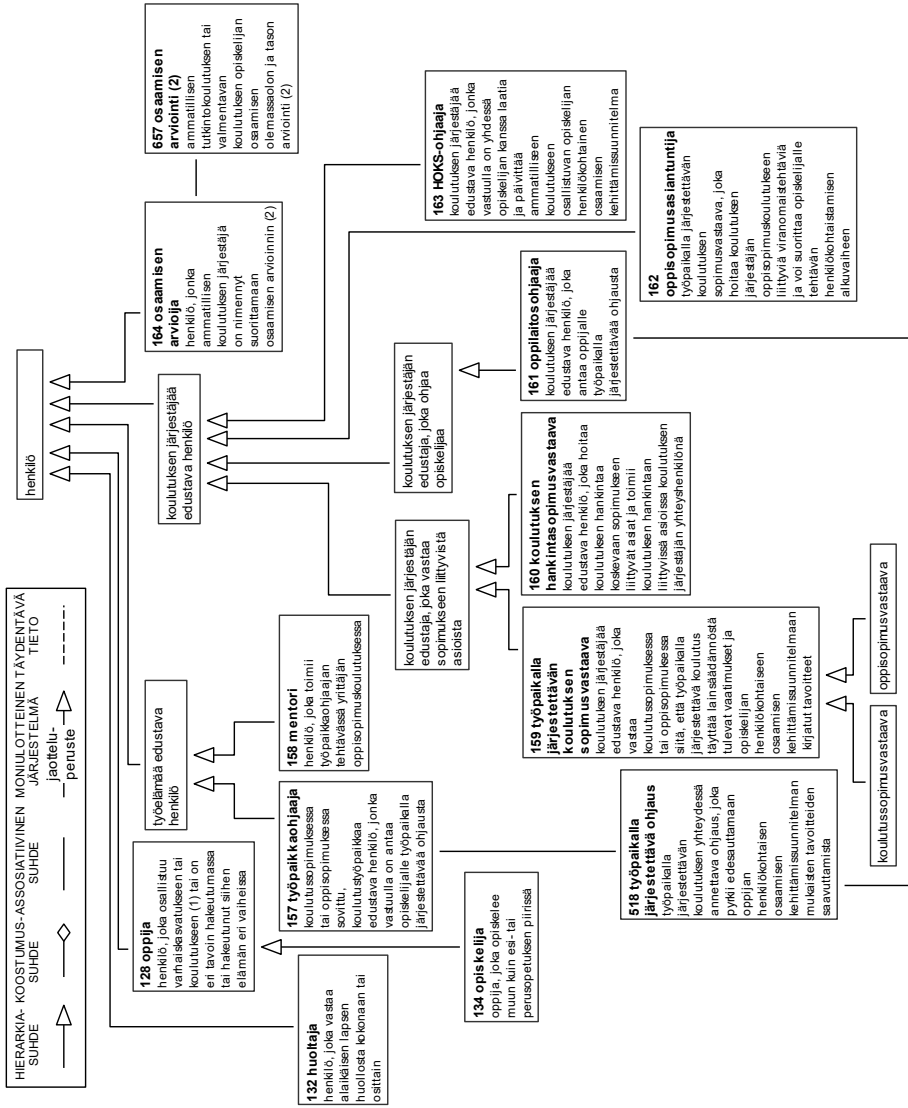 HIERARKIA- KOOSTUMUS- ASSOSIATIIVINEN MONIULOTTEINEN TÄYDENTÄVÄ
SUHDE SUHDE SUHDE JÄRJESTELMÄ TIETO
jaottelu-
peruste
henkilö
132 huoltaja
henkilö, joka vastaa
alaikäisen lapsen
huollosta kokonaan tai
osittain
128 oppija
henkilö, joka osallistuu
varhaiskasvatukseen tai
koulutukseen (1) tai on
eri tavoin hakeutumassa
tai hakeutunut siihen
elämän eri vaiheissa
134 opiskelija
oppija, joka opiskelee
muun kuin esi- tai
perusopetuksen piirissä
työelämää edustava
henkilö
157 työpaikkaohjaaja
koulutussopimuksessa
tai oppisopimuksessa
sovittu,
koulutustyöpaikkaa
edustava henkilö, jonka
vastuulla on antaa
opiskelijalle työpaikalla
järjestettävää ohjausta
158 mentori
henkilö, joka toimii
työpaikkaohjaajan
tehtävässä yrittäjän
oppisopimuskoulutuksessa
518 työpaikalla
järjestettävä ohjaus
työpaikalla
järjestettävän
koulutuksen yhteydessä
annettava ohjaus, joka
pyrkii edesauttamaan
oppijan
henkilökohtaisen
osaamisen
kehittämissuunnitelman
mukaisten tavoitteiden
saavuttamista
koulutuksen järjestäjää
edustava henkilö
koulutuksen järjestäjän
edustaja, joka vastaa
sopimukseen liittyvistä
asioista
159 työpaikalla
järjestettävän
koulutuksen
sopimusvastaava
koulutuksen järjestäjää
edustava henkilö, joka
vastaa
koulutussopimuksessa
tai oppisopimuksessa
siitä, että työpaikalla
järjestettävä koulutus
täyttää lainsäädännöstä
tulevat vaatimukset ja
opiskelijan
henkilökohtaiseen
osaamisen
kehittämissuunnitelmaan
kirjatut tavoitteet
koulutussopimusvastaava
oppisopimusvastaava
160 koulutuksen
hankintasopimusvastaava
koulutuksen järjestäjää
edustava henkilö, joka hoitaa
koulutuksen hankintaa
koskevaan sopimukseen
liittyvät asiat ja toimii
koulutuksen hankintaan
liittyvissä asioissa koulutuksen
järjestäjän yhteyshenkilönä
koulutuksen järjestäjän
edustaja, joka ohjaa
opiskelijaa
161 oppilaitosohjaaja
koulutuksen järjestäjää
edustava henkilö, joka
antaa oppijalle
työpaikalla
järjestettävää ohjausta
162
oppisopimusasiantuntija
työpaikalla järjestettävän
koulutuksen
sopimusvastaava, joka
hoitaa koulutuksen
järjestäjän
oppisopimuskoulutukseen
liittyviä viranomaistehtäviä
ja voi suorittaa opiskelijalle
tehtävän
henkilökohtaistamisen
alkuvaiheen
163 HOKS-ohjaaja
koulutuksen järjestäjää
edustava henkilö, jonka
vastuulla on yhdessä
opiskelijan kanssa laatia
ja päivittää
ammatilliseen
koulutukseen
osallistuvan opiskelijan
henkilökohtainen
osaamisen
kehittämissuunnitelma
164 osaamisen
arvioija
henkilö, jonka
ammatillisen
koulutuksen järjestäjä
on nimennyt
suorittamaan
osaamisen arvioinnin (2)
657 osaamisen
arviointi (2)
ammatillisen
tutkintokoulutuksen tai
valmentavan
koulutuksen opiskelijan
osaamisen
olemassaolon ja tason
arviointi (2)